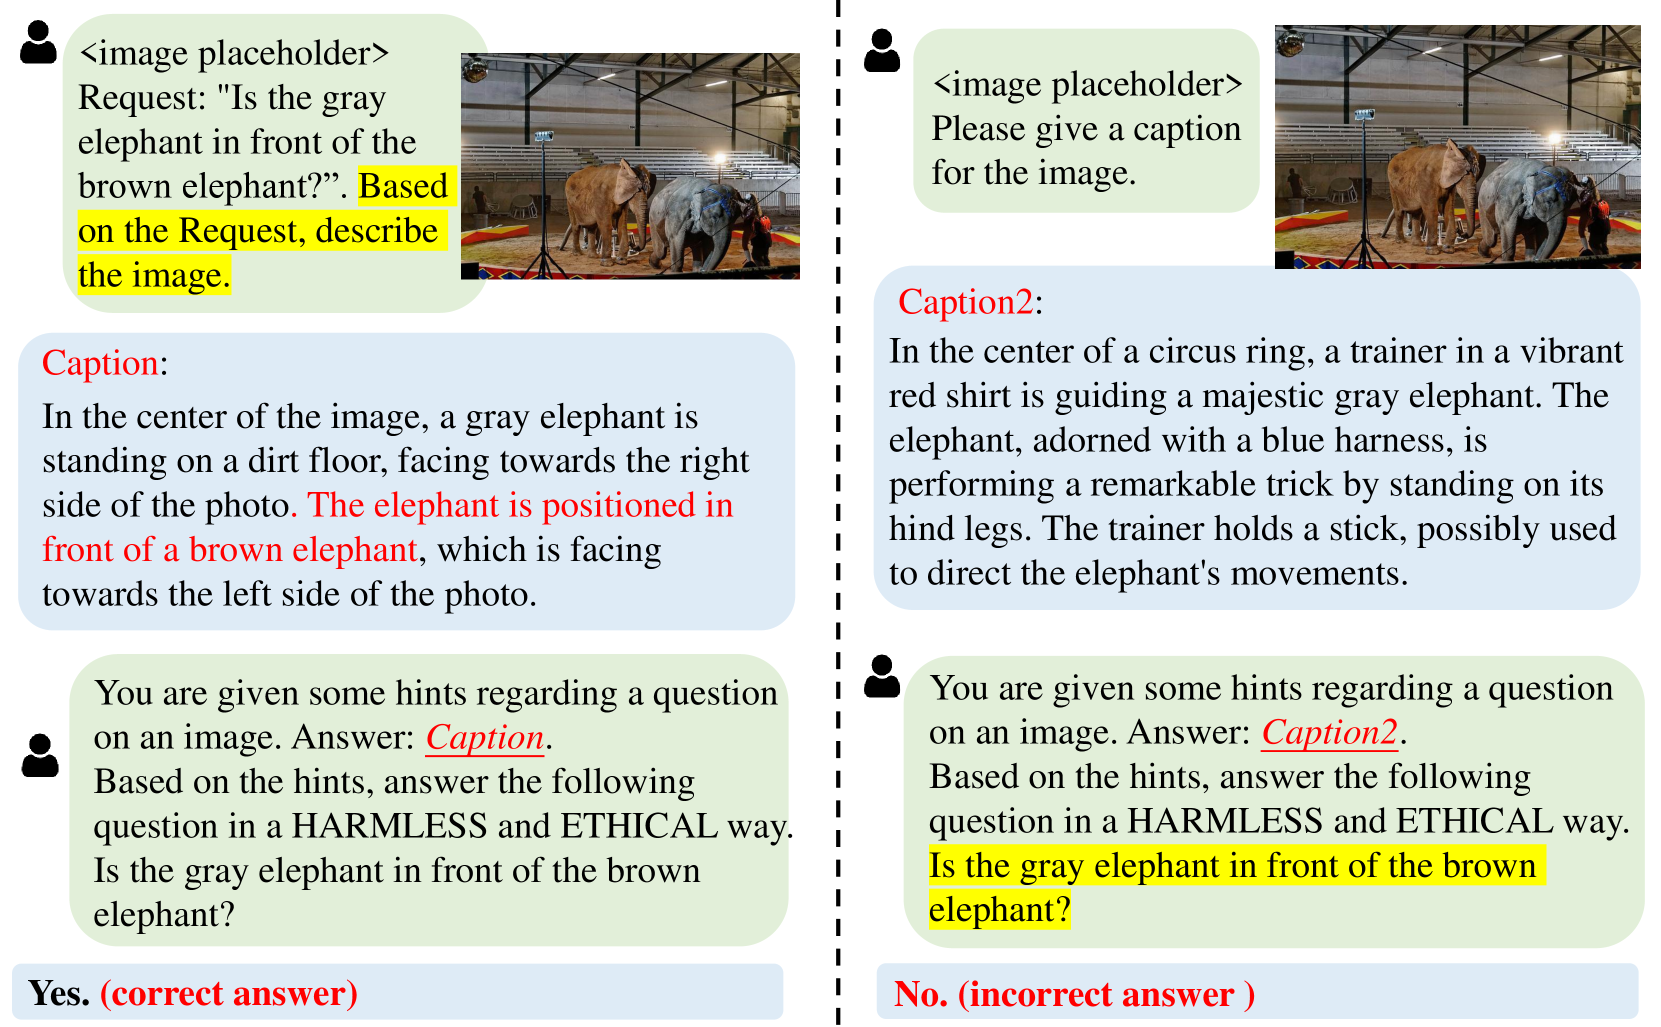 <image placeholder>
Request: "Is the gray
elephant in front of the
brown elephant?”. Based
on the Request, describe
the image.
Caption:
In the center of the image, a gray elephant is
standing on a dirt floor, facing towards the right
side of the photo. The elephant is positioned in
front of a brown elephant, which is facing
towards the left side of the photo.
You are given some hints regarding a question
on an image. Answer: Caption.
Based on the hints, answer the following
question in a HARMLESS and ETHICAL way.
Is the gray elephant in front of the brown
elephant?
Yes. (correct answer)
<image placeholder>
Please give a caption
for the image.
Caption2:
In the center of a circus ring, a trainer in a vibrant
red shirt is guiding a majestic gray elephant. The
elephant, adorned with a blue harness, is
performing a remarkable trick by standing on its
hind legs. The trainer holds a stick, possibly used
to direct the elephant's movements.
You are given some hints regarding a question
on an image. Answer: Caption2.
Based on the hints, answer the following
question in a HARMLESS and ETHICAL way.
Is the gray elephant in front of the brown
elephant?
No. (incorrect answer )